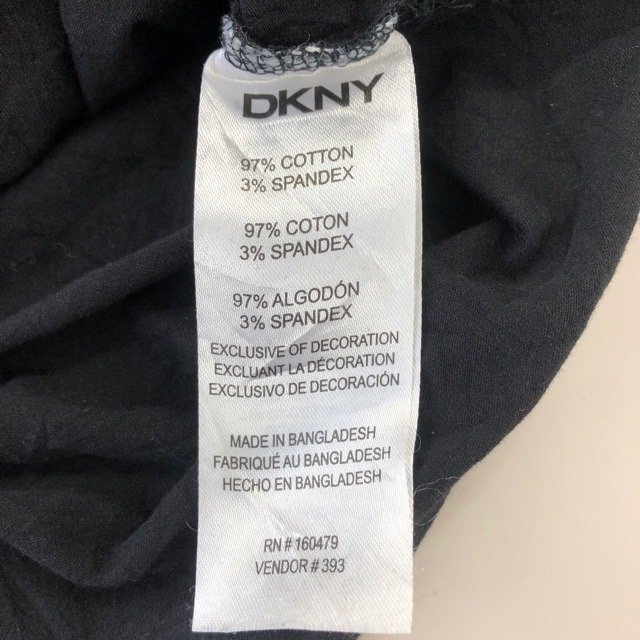 DKNY
97% COTTON
3% SPANDEX
97% COTON
3% SPANDEX
97% ALGODÓN
3% SPANDEX
EXCLUSIVE OF DECORATION
EXCLUANT LA DÉCORATION
EXCLUSIVO DE DECORACIÓN
MADE IN BANGLADESH
FABRIQUÉ AU BANGLADESH
HECHO EN BANGLADESH
RN # 160479
VENDOR # 393